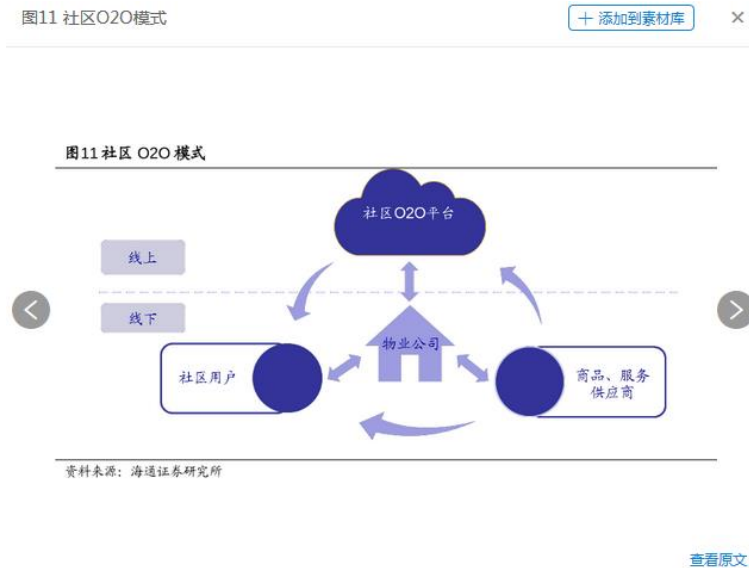 图11 社区O2O模式
添加到素材库
图11 社区 O2O 模式
社区O2O平台
线上
线下
物业公司
社区用户
商品、服务
供应商
资料来源：海通证券研究所
查看原文